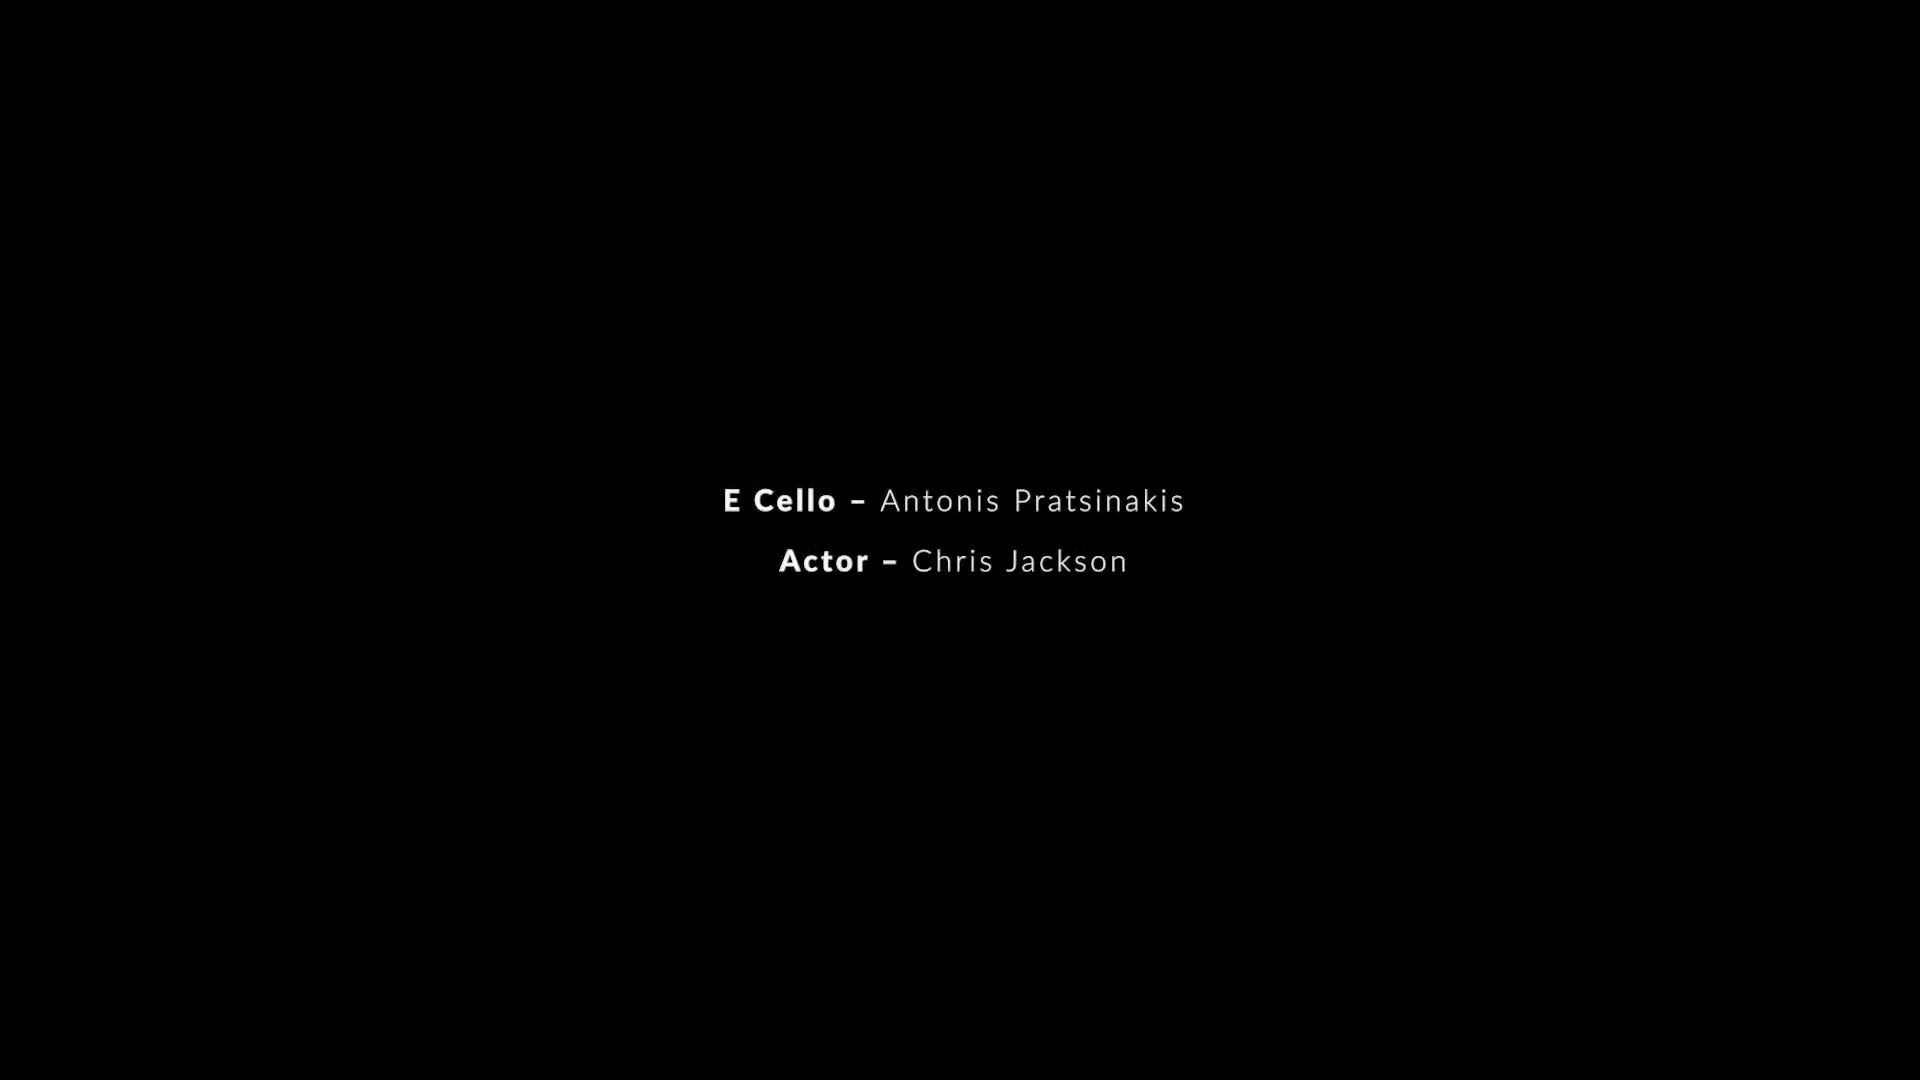 E Cello – Antonis Pratsinakis
Actor – Chris Jackson